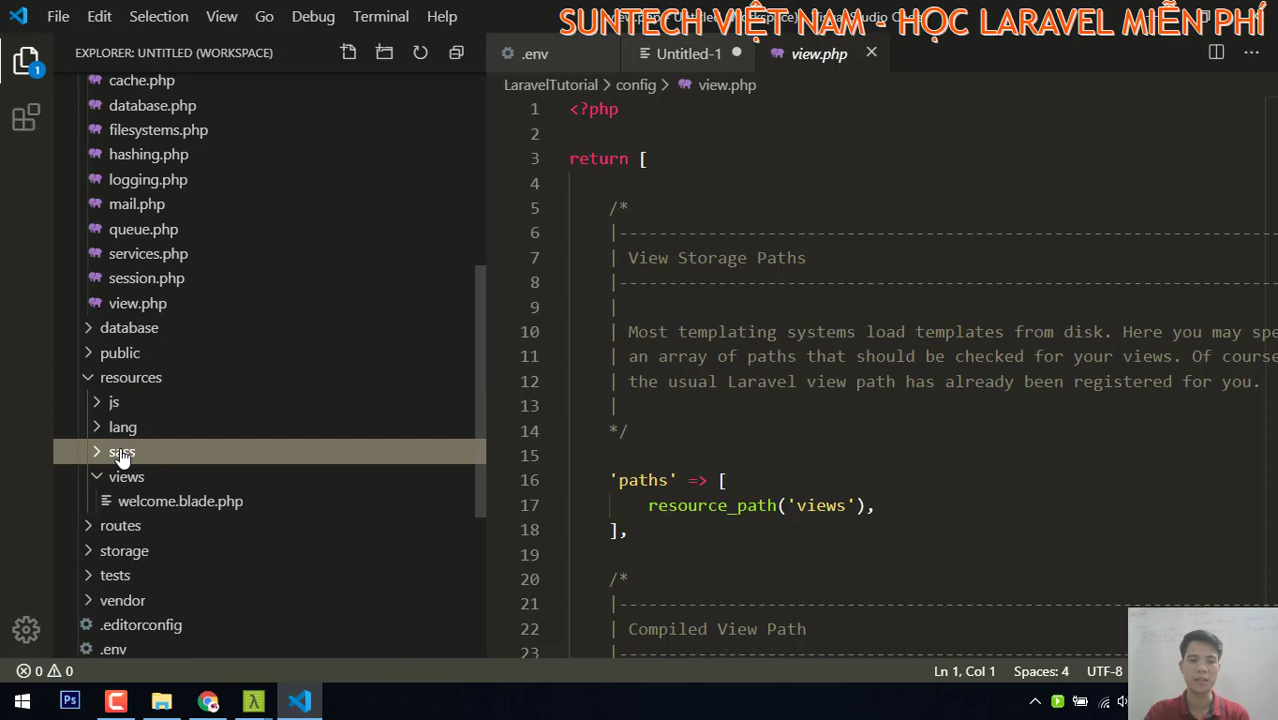 File Edit Selection View Go Debug Terminal Help
SUNTECH VIỆT NAM - HỌC LARAVEL MIỄN PHÍ
EXPLORER: UNTITLED (WORKSPACE)
1
cache.php
database.php
filesystems.php
hashing.php
logging.php
mail.php
queue.php
services.php
session.php
view.php
database
public
resources
js
lang
sass
views
welcome.blade.php
routes
storage
tests
vendor
.editorconfig
.env
.env Untitled-1 view.php
LaravelTutorial > config > view.php
1 <?php
2
3 return [
4
5 /*
6 |--------------------------------------------------------------------
7 | View Storage Paths
8 |--------------------------------------------------------------------
9 |
10 | Most templating systems load templates from disk. Here you may spe
11 | an array of paths that should be checked for your views. Of course
12 | the usual Laravel view path has already been registered for you.
13 |
14 */
15
16 'paths' => [
17 resource_path('views'),
18 ],
19
20 /*
21 |--------------------------------------------------------------------
22 | Compiled View Path
23 |----------------------------------------------------
0 0 Ln 1, Col 1 Spaces: 4 UTF-8
Ps